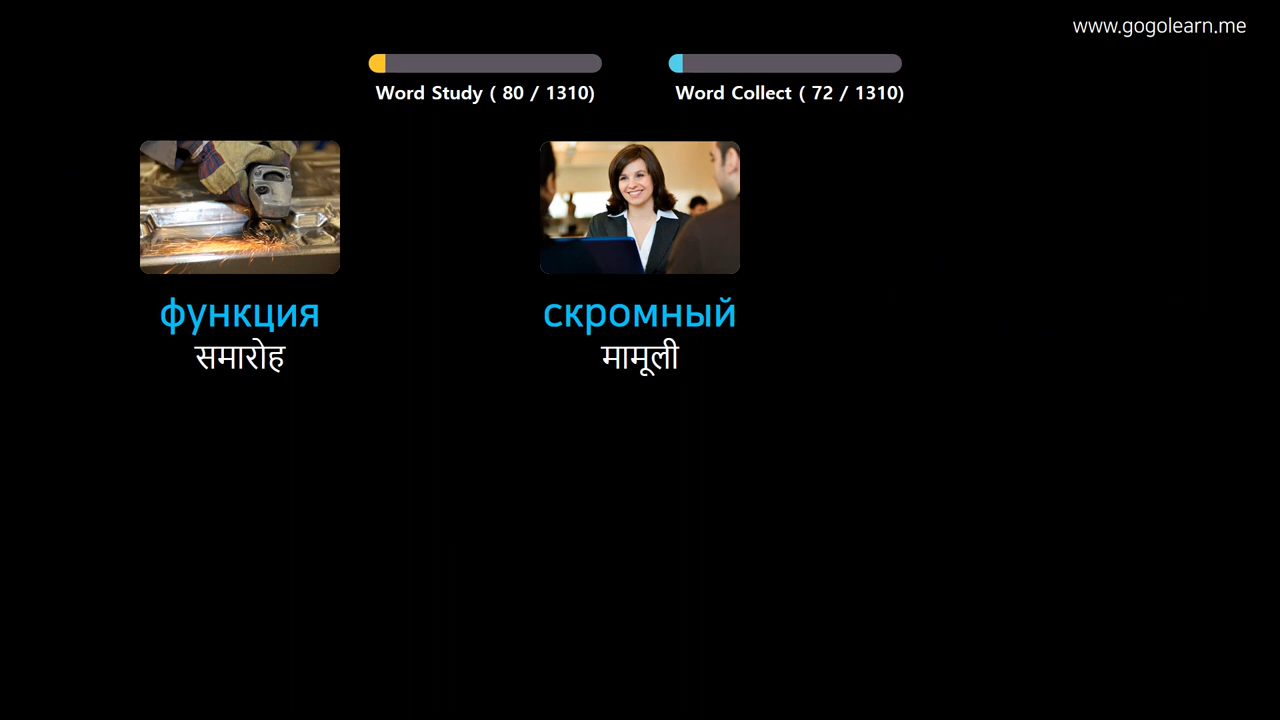 www.gogolearn.me
Word Study ( 80 / 1310)
Word Collect ( 72 / 1310)
функция
समारोह
скромный
मामूली